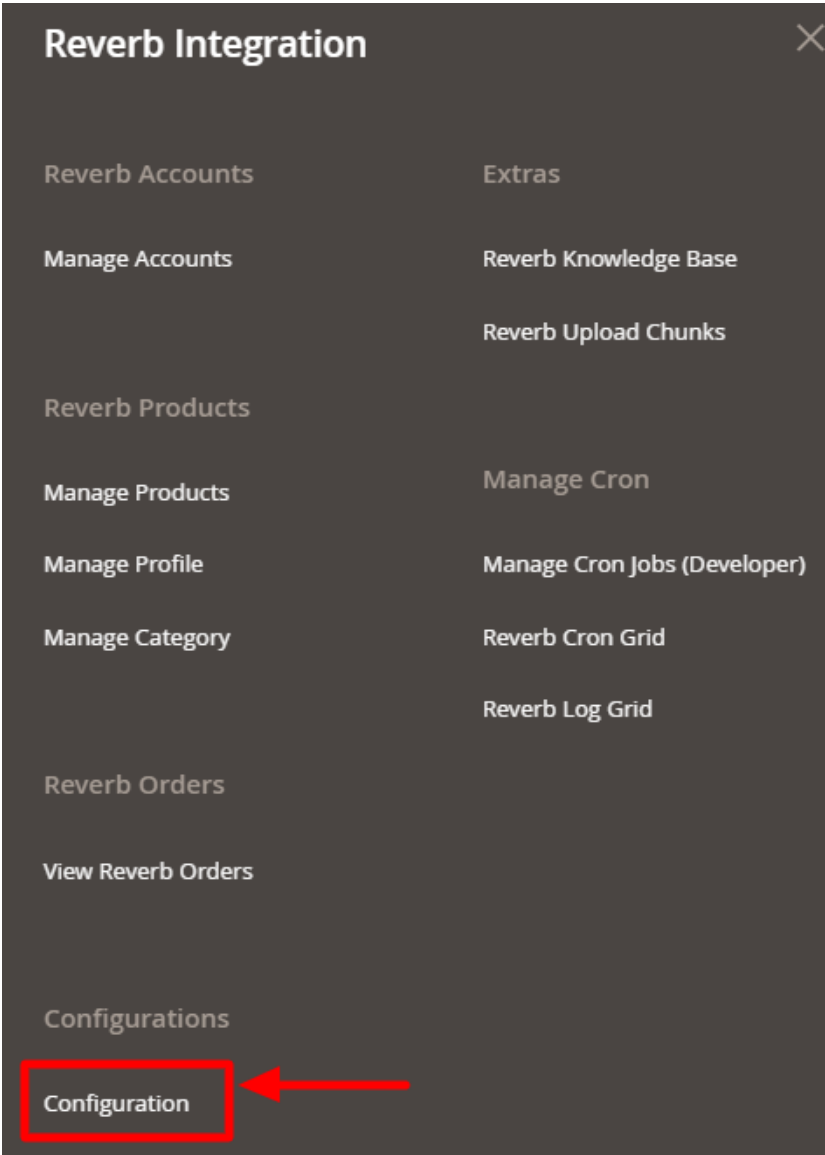 Reverb Integration
Reverb Accounts
Manage Accounts
Reverb Products
Manage Products
Manage Profile
Manage Category
Reverb Orders
View Reverb Orders
Configurations
Configuration
Extras
Reverb Knowledge Base
Reverb Upload Chunks
Manage Cron
Manage Cron Jobs (Developer)
Reverb Cron Grid
Reverb Log Grid